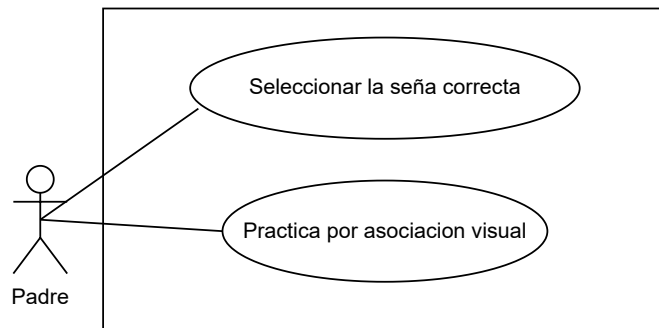 Seleccionar la seña correcta
Practica por asociacion visual
Padre